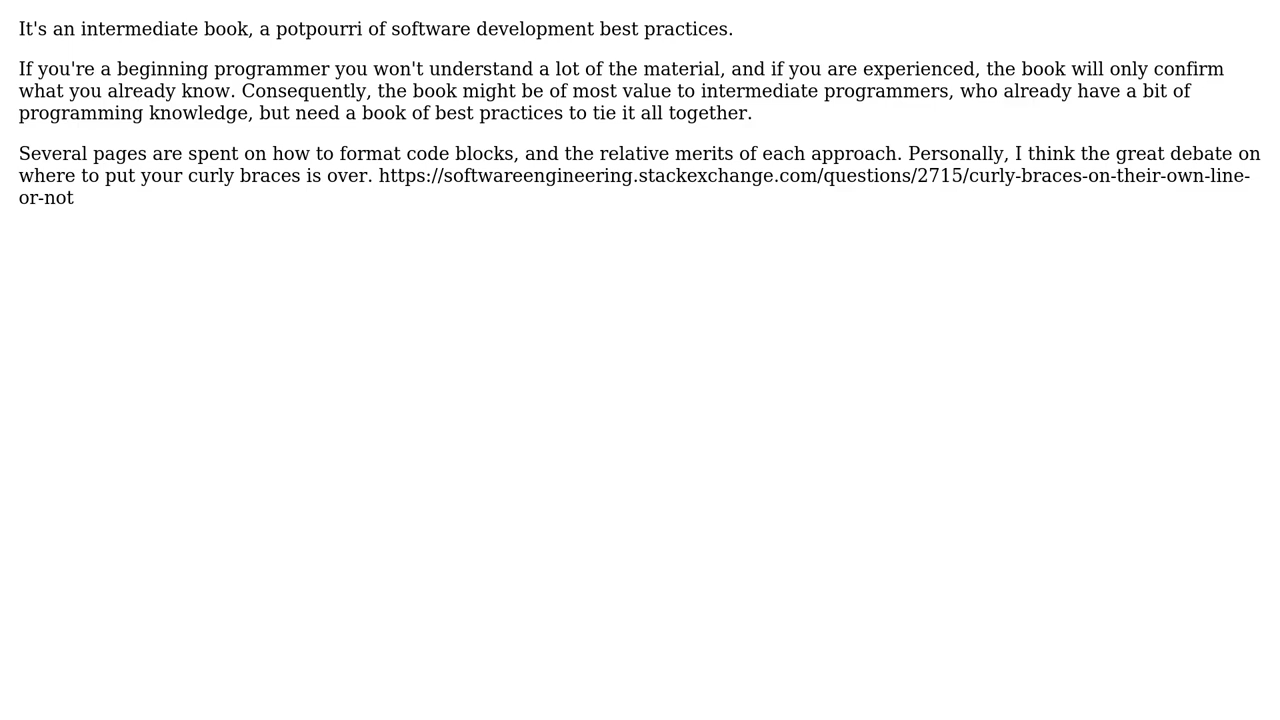 It's an intermediate book, a potpourri of software development best practices.
If you're a beginning programmer you won't understand a lot of the material, and if you are experienced, the book will only confirm
what you already know. Consequently, the book might be of most value to intermediate programmers, who already have a bit of
programming knowledge, but need a book of best practices to tie it all together.
Several pages are spent on how to format code blocks, and the relative merits of each approach. Personally, I think the great debate on
where to put your curly braces is over. https://softwareengineering.stackexchange.com/questions/2715/curly-braces-on-their-own-line-
or-not